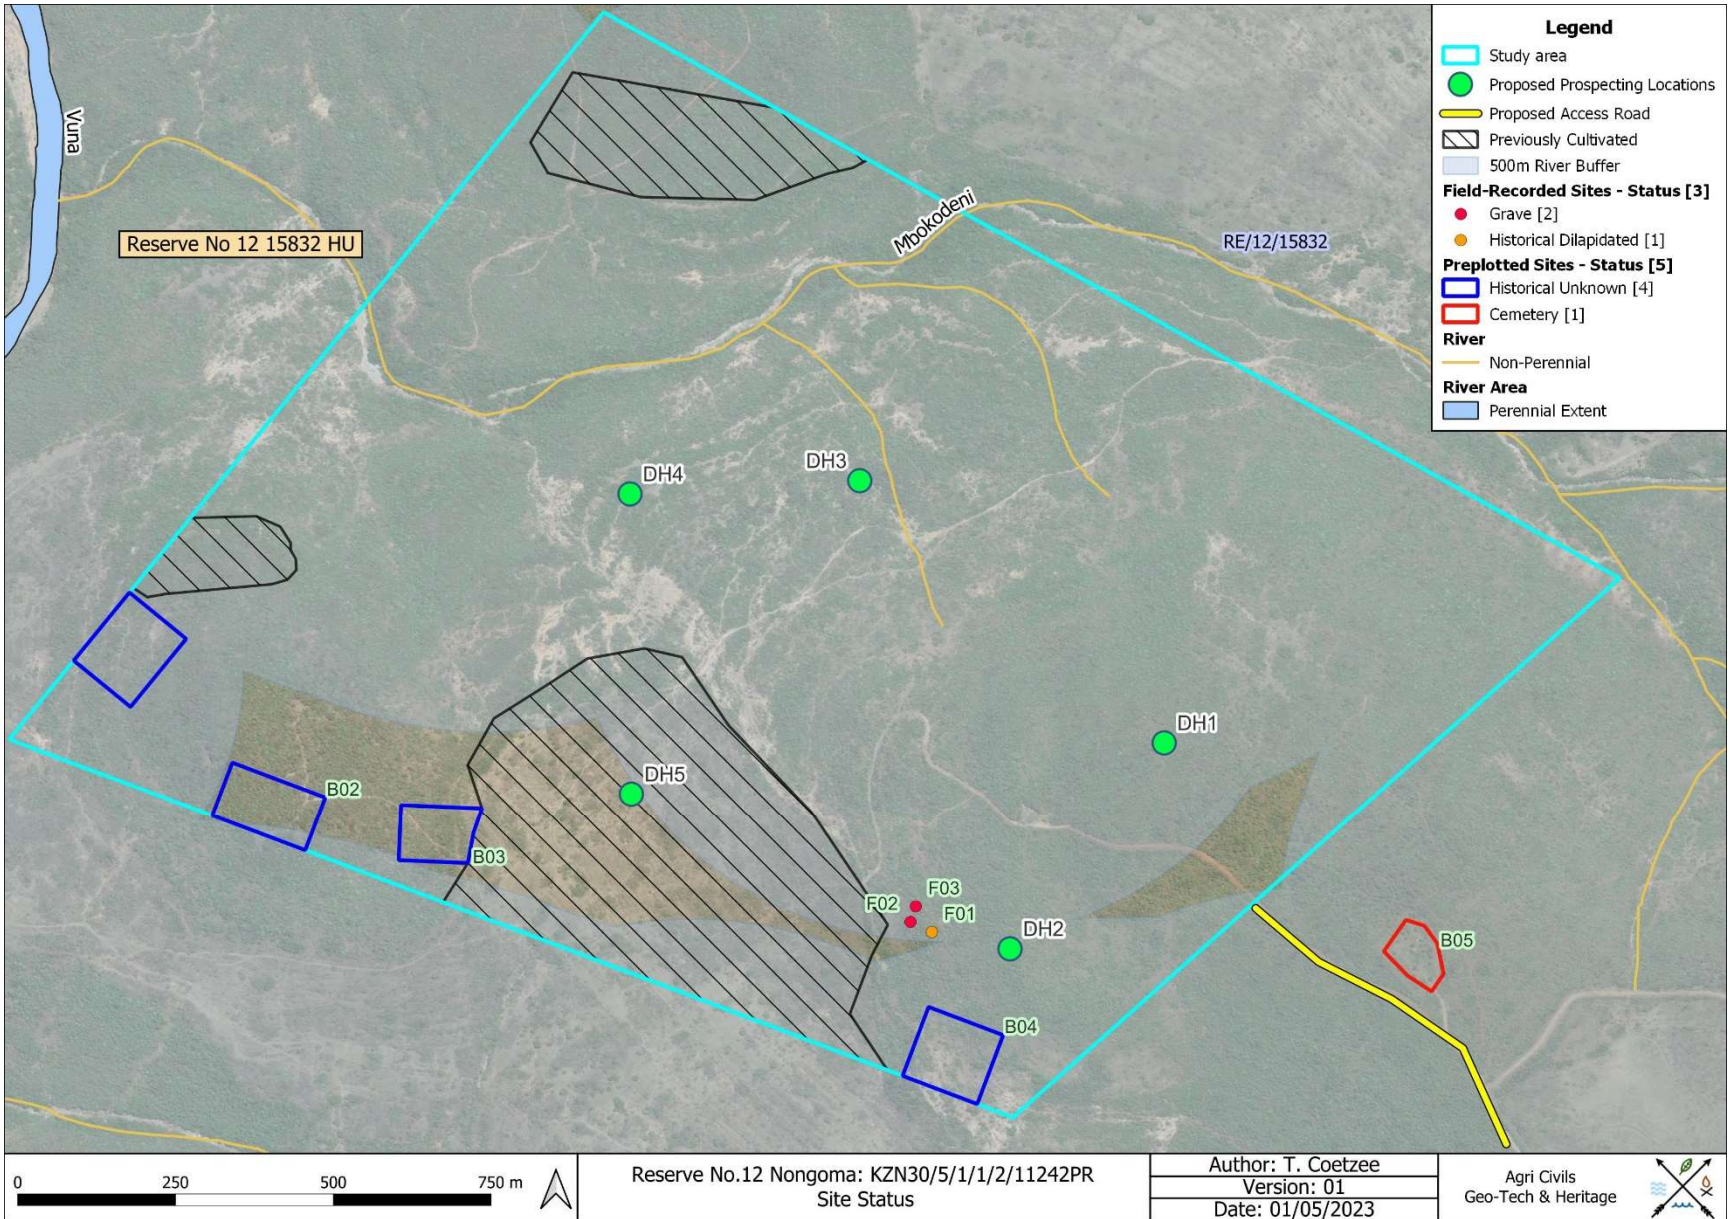 Vuna
Reserve No 12 15832 HU
Mbokodeni
RE/12/15832
DH4
DH3
DH1
DH5
B02
B03
F03
F02
F01
DH2
B05
B04
Legend
Study area
Proposed Prospecting Locations
Proposed Access Road
Previously Cultivated
500m River Buffer
Field-Recorded Sites - Status [3]
Grave [2]
Historical Dilapidated [1]
Preplotted Sites - Status [5]
Historical Unknown [4]
Cemetery [1]
River
Non-Perennial
River Area
Perennial Extent
0 250 500 750 m
Reserve No.12 Nongoma: KZN30/5/1/1/2/11242PR
Site Status
Author: T. Coetzee
Version: 01
Date: 01/05/2023
Agri Civils
Geo-Tech & Heritage